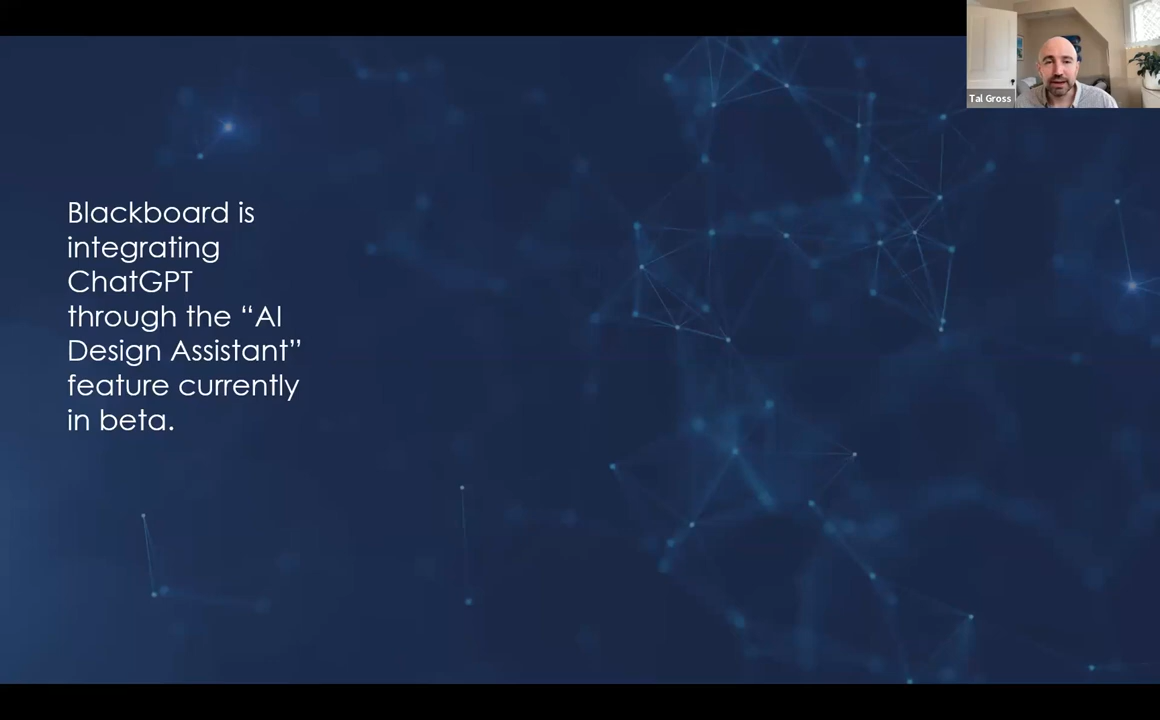 Tal Gross
Blackboard is
integrating
ChatGPT
through the “AI
Design Assistant”
feature currently
in beta.